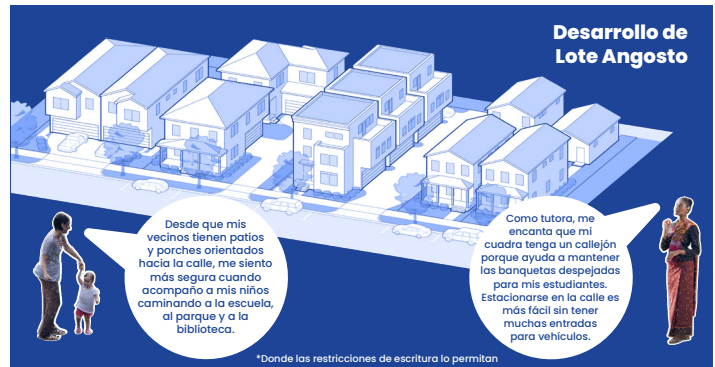 Desarrollo de
Lote Angosto
Desde que mis
vecinos tienen patios
y porches orientados
hacia la calle, me siento
más segura cuando
acompaño a mis niños
caminando a la escuela,
al parque y a la
biblioteca.
Como tutora, me
encanta que mi
cuadra tenga un callejón
porque ayuda a mantener
las banquetas despejadas
para mis estudiantes.
Estacionarse en la calle es
más fácil sin tener
muchas entradas
para vehículos.
*Donde las restricciones de escritura lo permitan